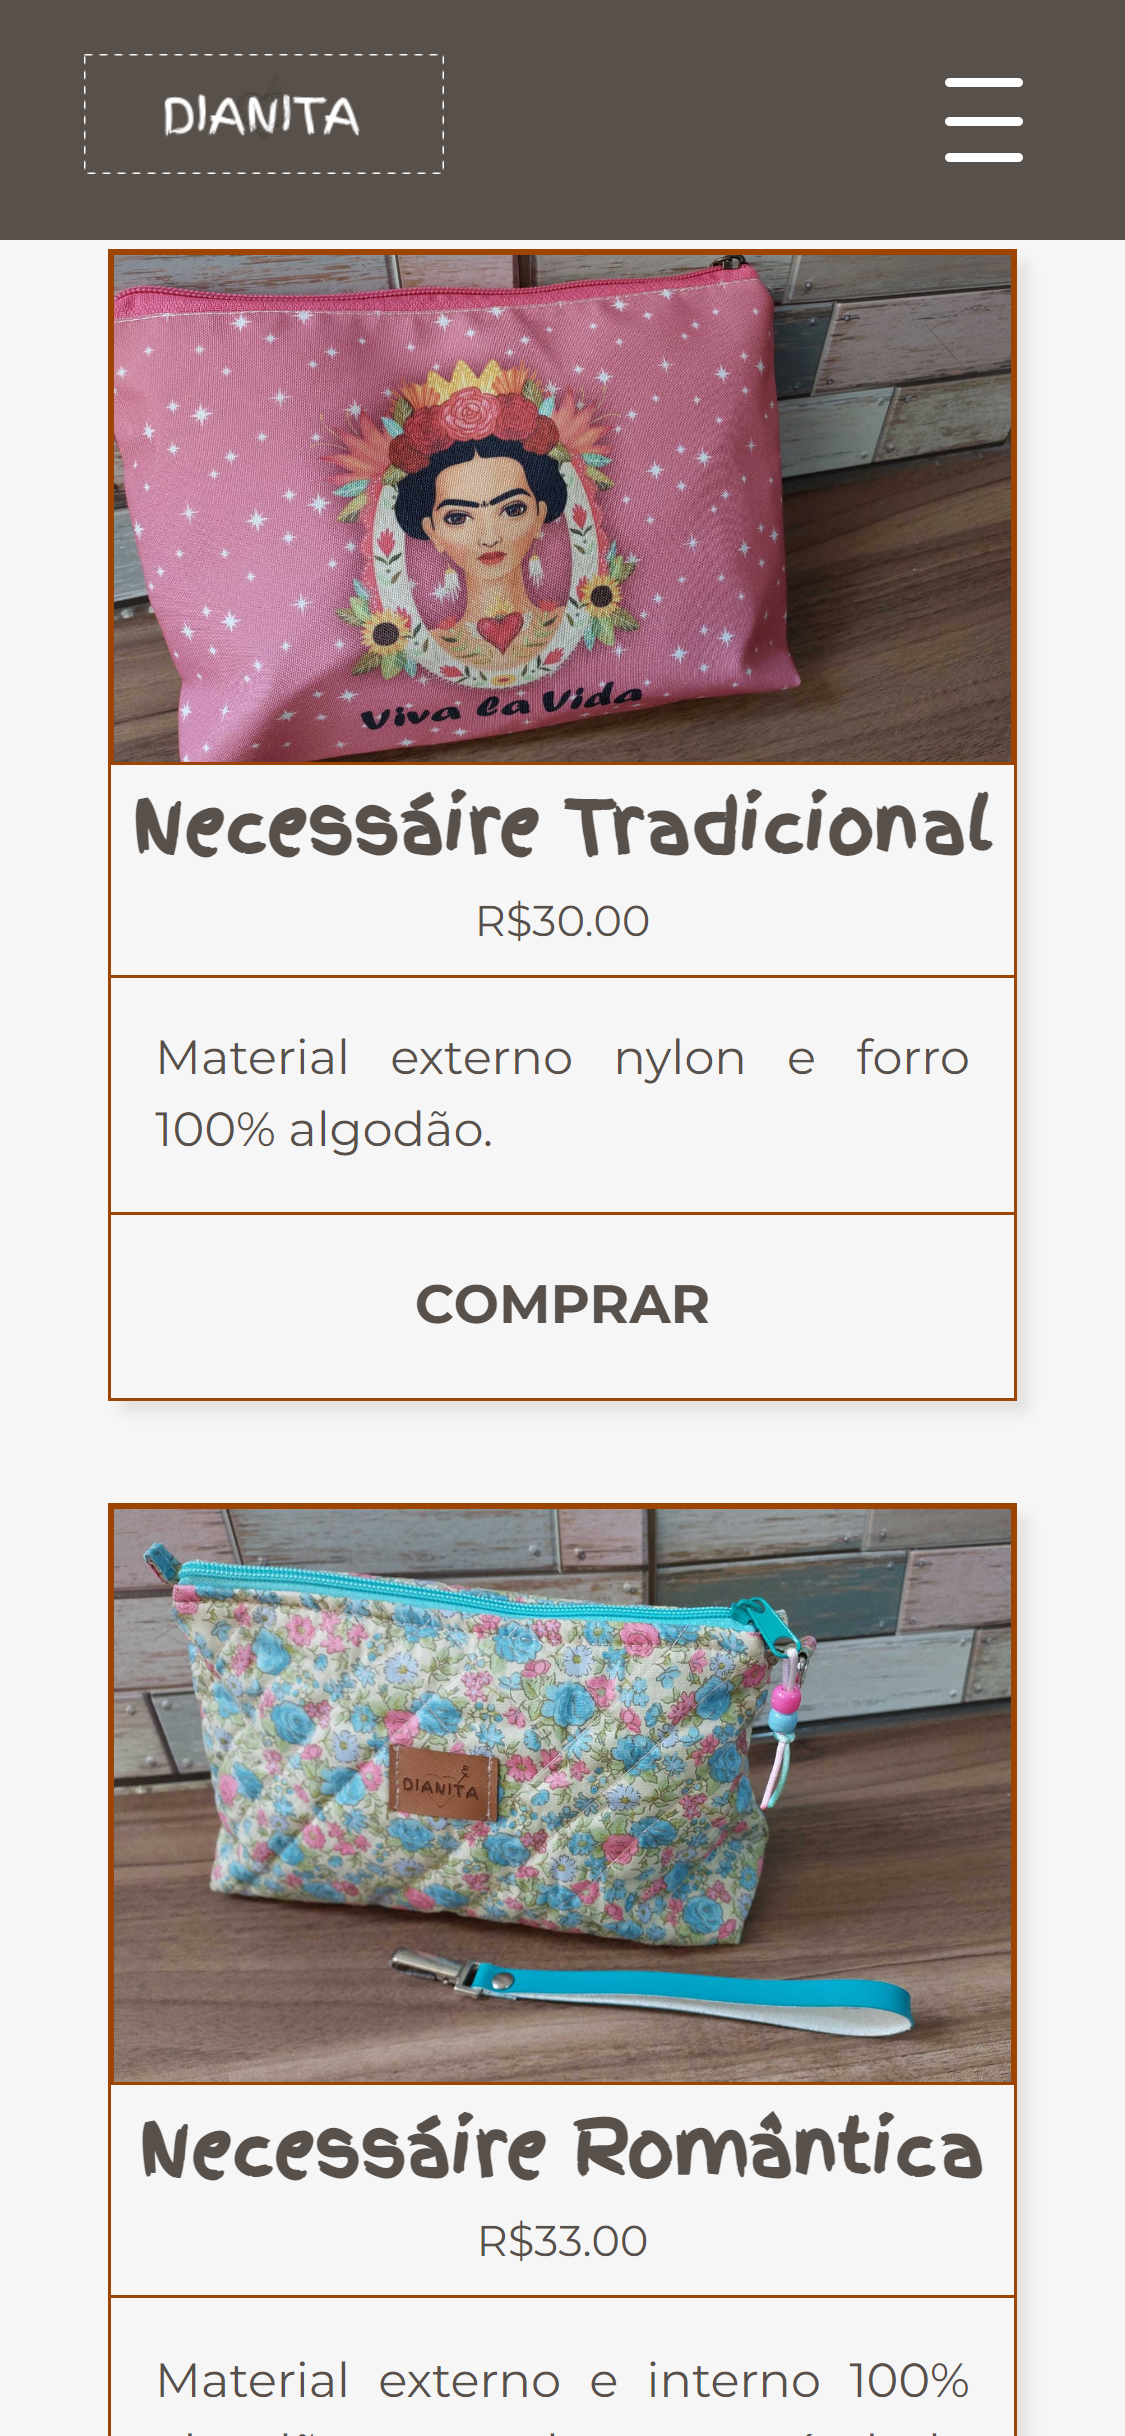 DIANITA
Viva la Vida
Necessáire Tradicional
R$30.00
Material externo nylon e forro
100% algodão.
COMPRAR
DIANITA
Necessáire Romântica
R$33.00
Material externo e interno 100%